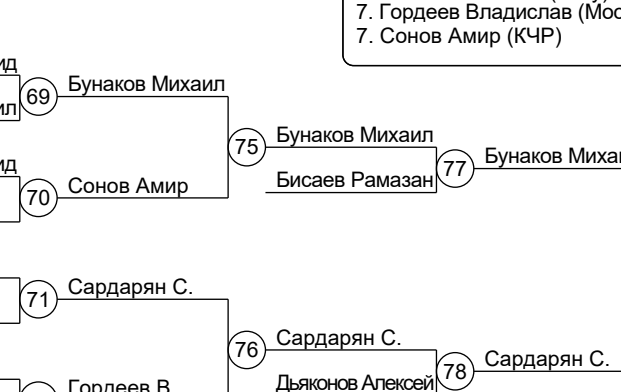 7. Гордеев Владислав
7. Сонов Амир (КЧР)
69
Бунаков Михаил
75
Бунаков Михаил
77
Бунаков
Бисаев Рамазан
70
Сонов Амир
71
Сардарян С.
76
Сардарян С.
78
Сардарян С.
Дьяконов Алексей
Гордеев В.